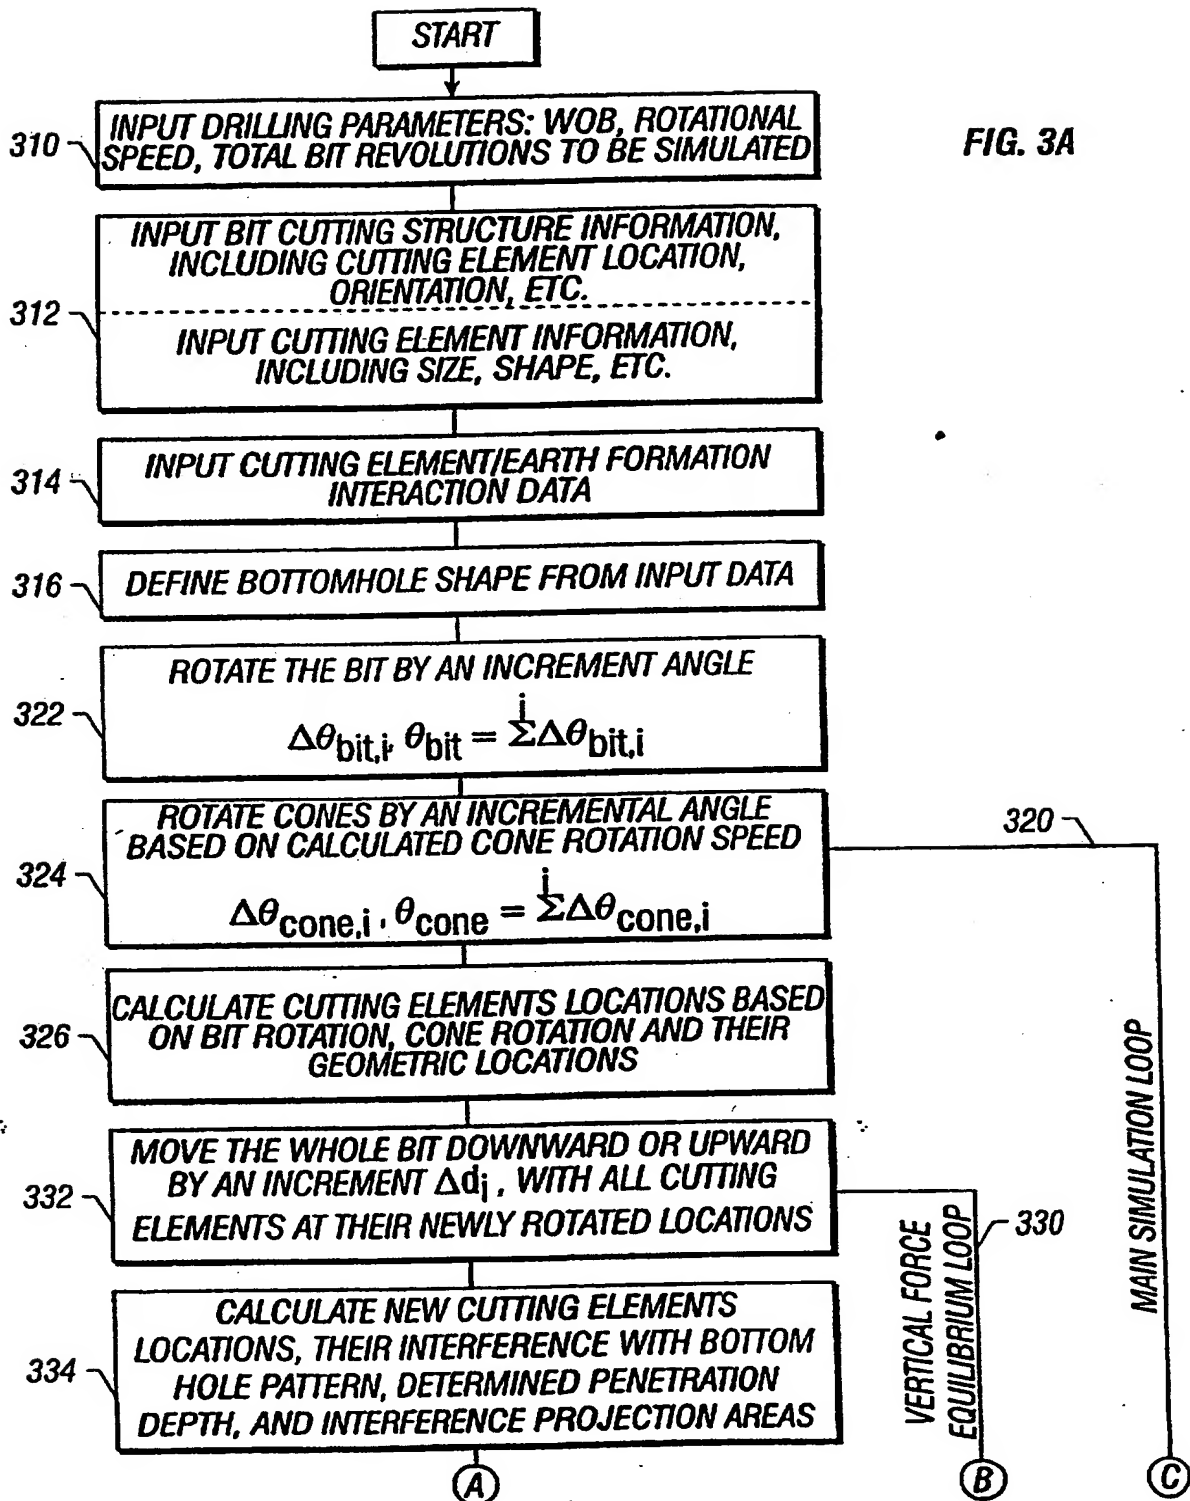 START
310
INPUT DRILLING PARAMETERS: WOB, ROTATIONAL
SPEED, TOTAL BIT REVOLUTIONS TO BE SIMULATED
FIG. 3A
312
INPUT BIT CUTTING STRUCTURE INFORMATION,
INCLUDING CUTTING ELEMENT LOCATION,
ORIENTATION, ETC.
INPUT CUTTING ELEMENT INFORMATION,
INCLUDING SIZE, SHAPE, ETC.
314
INPUT CUTTING ELEMENT/EARTH FORMATION
INTERACTION DATA
316
DEFINE BOTTOMHOLE SHAPE FROM INPUT DATA
322
ROTATE THE BIT BY AN INCREMENT ANGLE
i
Δθbit,i, θbit = ΣΔθbit,i
324
ROTATE CONES BY AN INCREMENTAL ANGLE
BASED ON CALCULATED CONE ROTATION SPEED
i
Δθcone,i , θcone = ΣΔθcone,i
320
326
CALCULATE CUTTING ELEMENTS LOCATIONS BASED
ON BIT ROTATION, CONE ROTATION AND THEIR
GEOMETRIC LOCATIONS
332
MOVE THE WHOLE BIT DOWNWARD OR UPWARD
BY AN INCREMENT Δdi , WITH ALL CUTTING
ELEMENTS AT THEIR NEWLY ROTATED LOCATIONS
334
CALCULATE NEW CUTTING ELEMENTS
LOCATIONS, THEIR INTERFERENCE WITH BOTTOM
HOLE PATTERN, DETERMINED PENETRATION
DEPTH, AND INTERFERENCE PROJECTION AREAS
VERTICAL FORCE
EQUILIBRIUM LOOP
330
MAIN SIMULATION LOOP
A
B
C